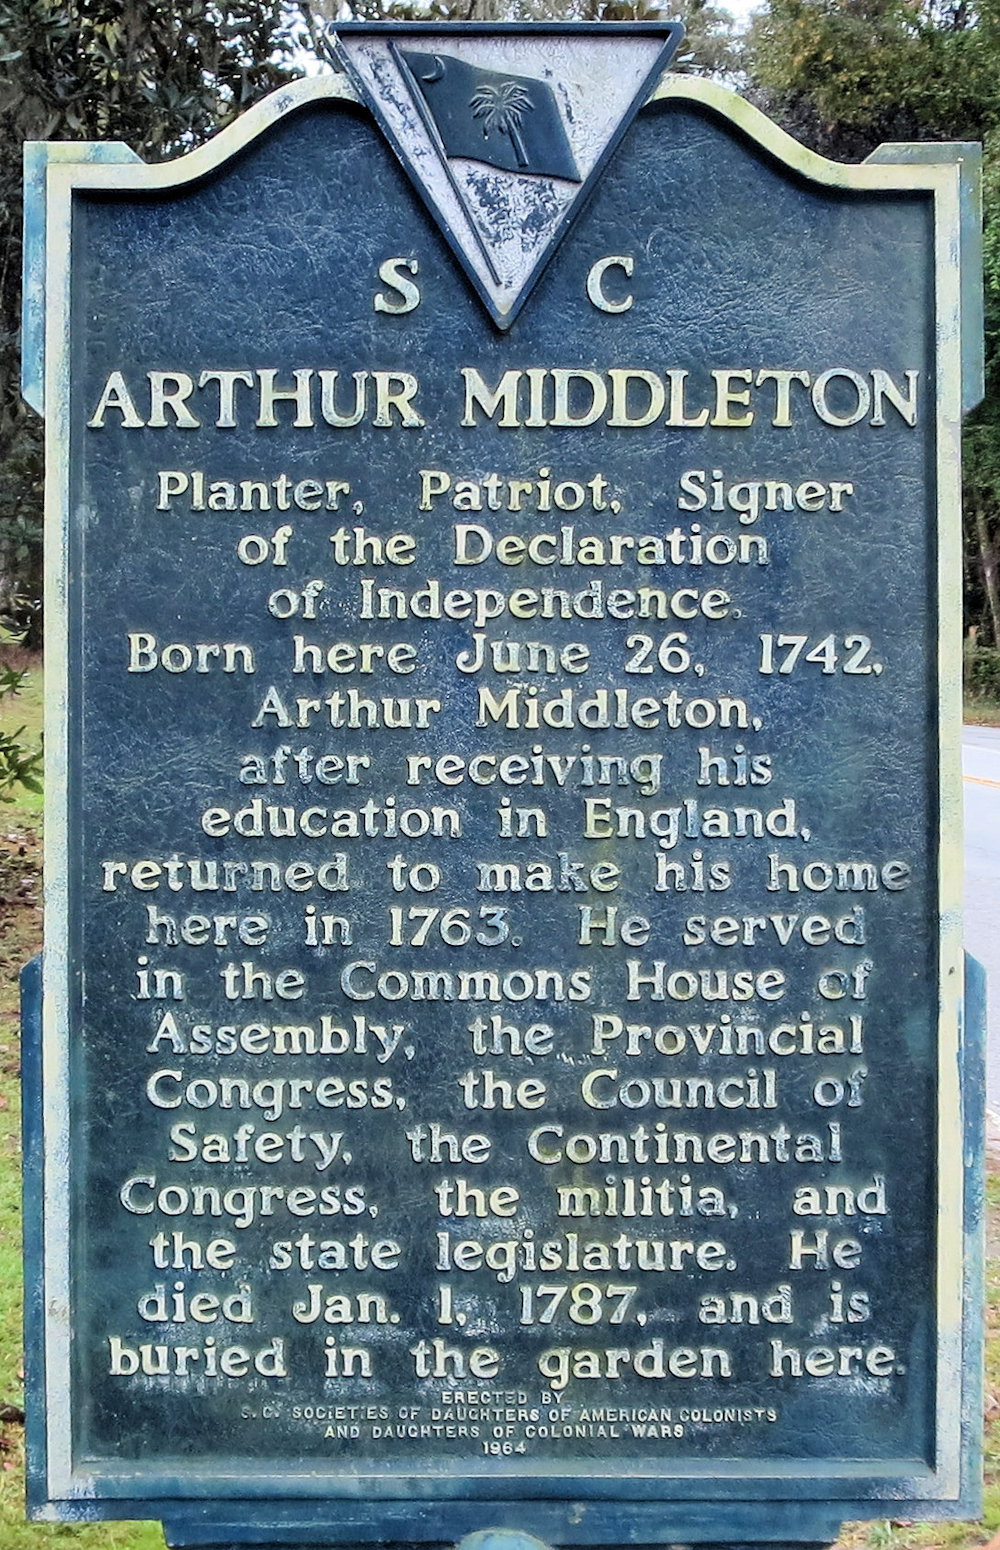 S C
ARTHUR MIDDLETON
Planter, Patriot, Signer
of the Declaration
of Independence.
Born here June 26, 1742,
Arthur Middleton,
after receiving his
education in England,
returned to make his home
here in 1763. He served
in the Commons House of
Assembly, the Provincial
Congress, the Council of
Safety, the Continental
Congress, the militia, and
the state legislature. He
died Jan. 1, 1787, and is
buried in the garden here.
ERECTED BY
S. C. SOCIETIES OF DAUGHTERS OF AMERICAN COLONISTS
AND DAUGHTERS OF COLONIAL WARS
1964